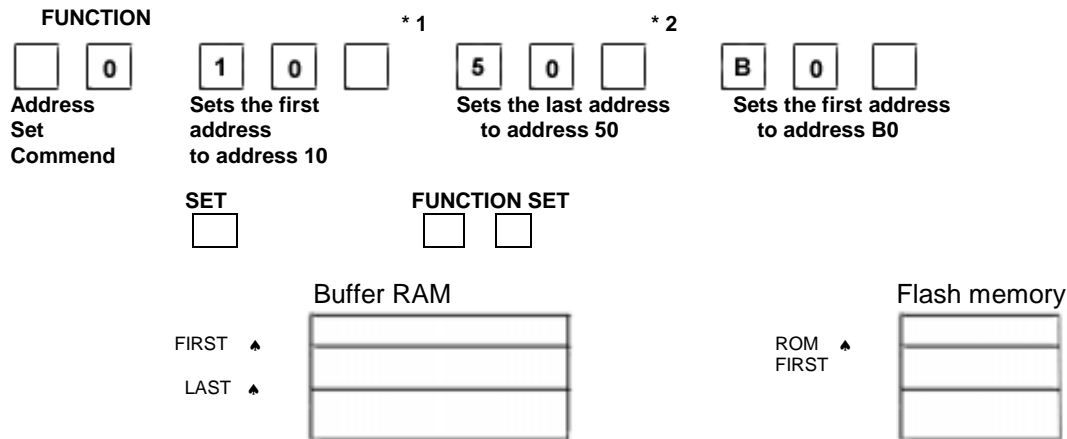 FUNCTION * 1 * 2
0 1 0 5 0 B 0
Address Set Commend
Sets the first address to address 10
Sets the last address to address 50
Sets the first address to address B0
SET FUNCTION SET
Buffer RAM Flash memory
FIRST ♠
LAST ♠
ROM ♠
FIRST